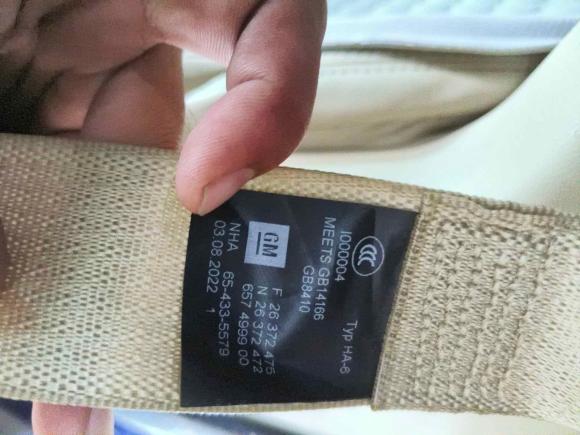 CCC
I000004 Typ HA-6
MEETS GB14166
GB8410
GM
F 26 372 475
N 26 372 472
657 4999 00
NHA 65-433-5579
03.08.2022 1